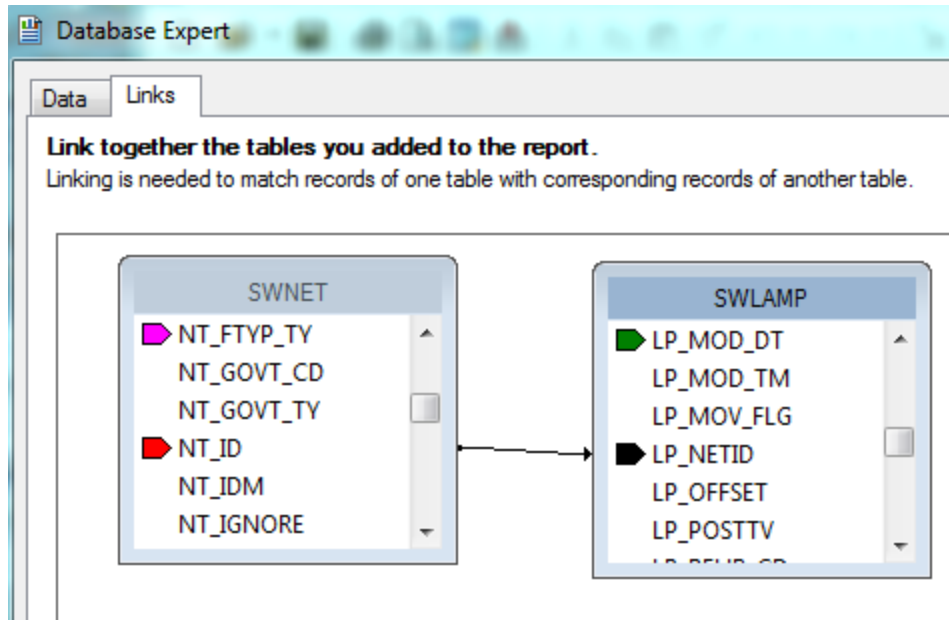 Database Expert
Data
Links
Link together the tables you added to the report.
Linking is needed to match records of one table with corresponding records of another table.
SWNET
NT_FTYP_TY
NT_GOVT_CD
NT_GOVT_TY
NT_ID
NT_IDM
NT_IGNORE
SWLAMP
LP_MOD_DT
LP_MOD_TM
LP_MOV_FLG
LP_NETID
LP_OFFSET
LP_POSTTV